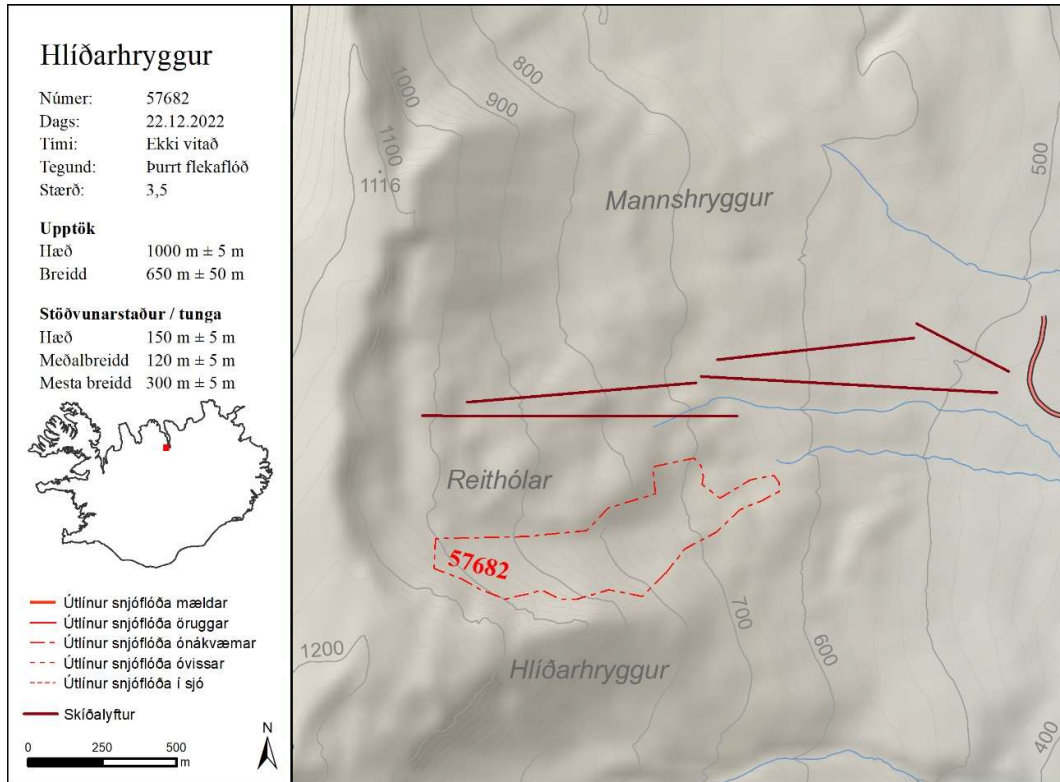 Hlíðarhryggur
Númer: 57682
Dags: 22.12.2022
Tími: Ekki vitað
Tegund: Þurrt flekaflóð
Stærð: 3,5
Upptök
Hæð 1000 m ± 5 m
Breidd 650 m ± 50 m
Stöðvunarstaður / tunga
Hæð 150 m ± 5 m
Meðalbreidd 120 m ± 5 m
Mesta breidd 300 m ± 5 m
Útlínur snjóflóða mældar
Útlínur snjóflóða öruggar
Útlínur snjóflóða ónákvæmar
Útlínur snjóflóða óvissar
Útlínur snjóflóða í sjó
Skíðalyftur
0 250 500
m
N
800
1000
900
1100
1116
500
Mannshryggur
Reithólar
57682
700
600
1200
Hlíðarhryggur
400